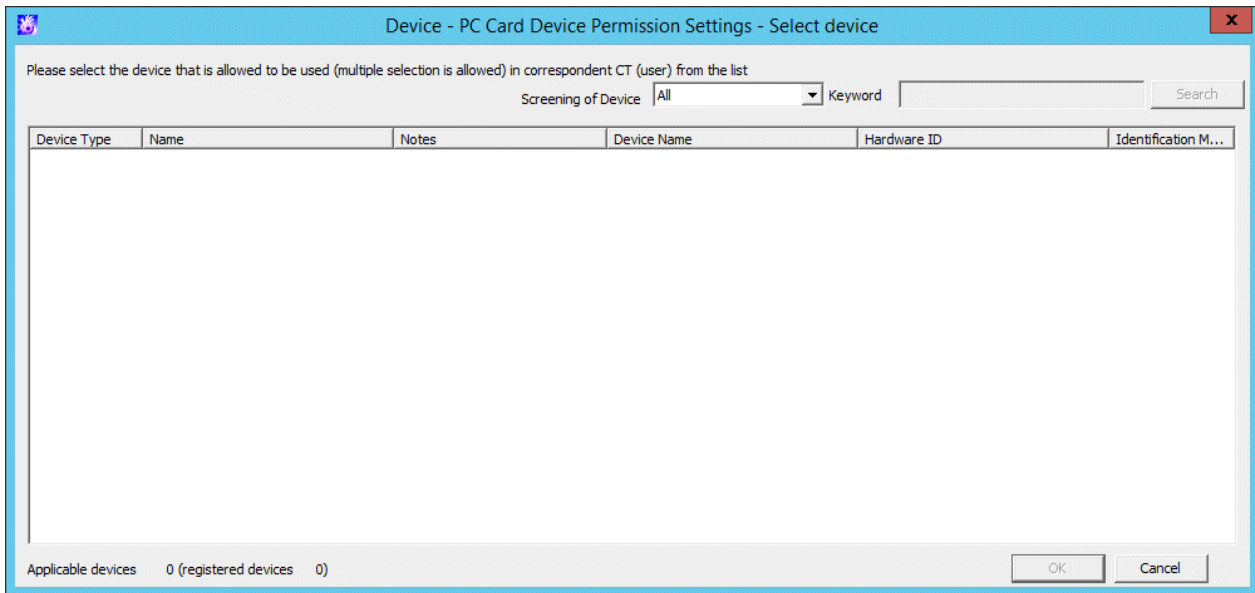 Device - PC Card Device Permission Settings - Select device
x
Please select the device that is allowed to be used (multiple selection is allowed) in correspondent CT (user) from the list
Screening of Device All Keyword Search
Device Type Name Notes Device Name Hardware ID Identification M...
Applicable devices 0 (registered devices 0) OK Cancel